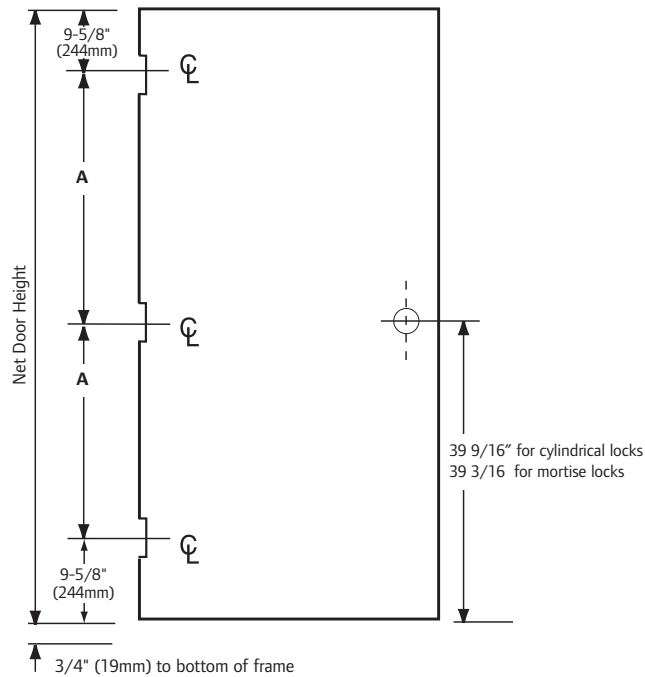 9-5/8"
(244mm)
℄
A
Net Door Height
℄
A
39 9/16″ for cylindrical locks
39 3/16 for mortise locks
℄
9-5/8"
(244mm)
3/4" (19mm) to bottom of frame